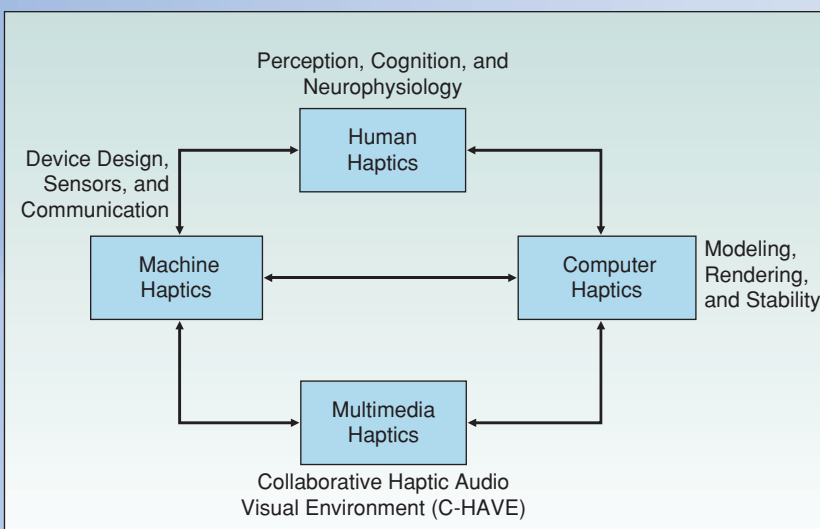 Perception, Cognition, and
Neurophysiology
Human
Haptics
Device Design,
Sensors, and
Communication
Machine
Haptics
Computer
Haptics
Modeling,
Rendering,
and Stability
Multimedia
Haptics
Collaborative Haptic Audio
Visual Environment (C-HAVE)